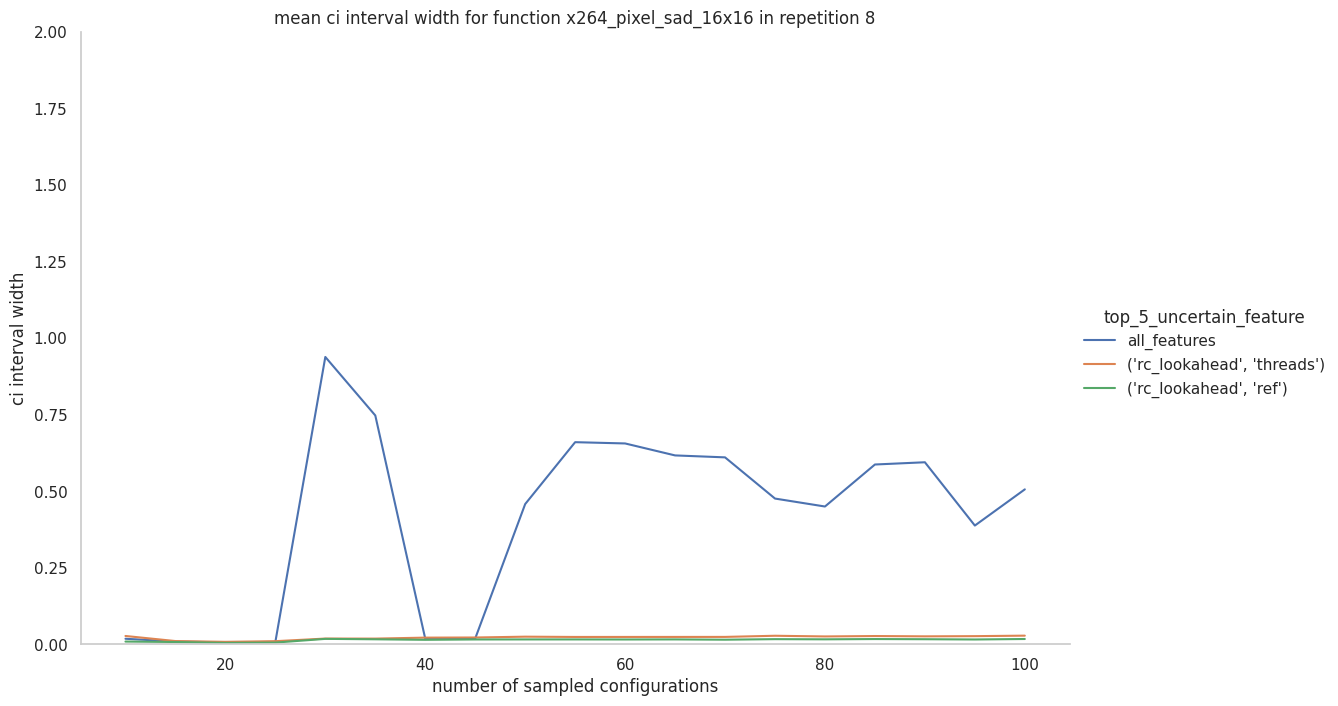 mean ci interval width for function x264_pixel_sad_16x16 in repetition 8
2.00
1.75
1.50
1.25
1.00
0.75
0.50
0.25
0.00
ci interval width
20
40
60
80
100
number of sampled configurations
top_5_uncertain_feature
all_features
('rc_lookahead', 'threads')
('rc_lookahead', 'ref')